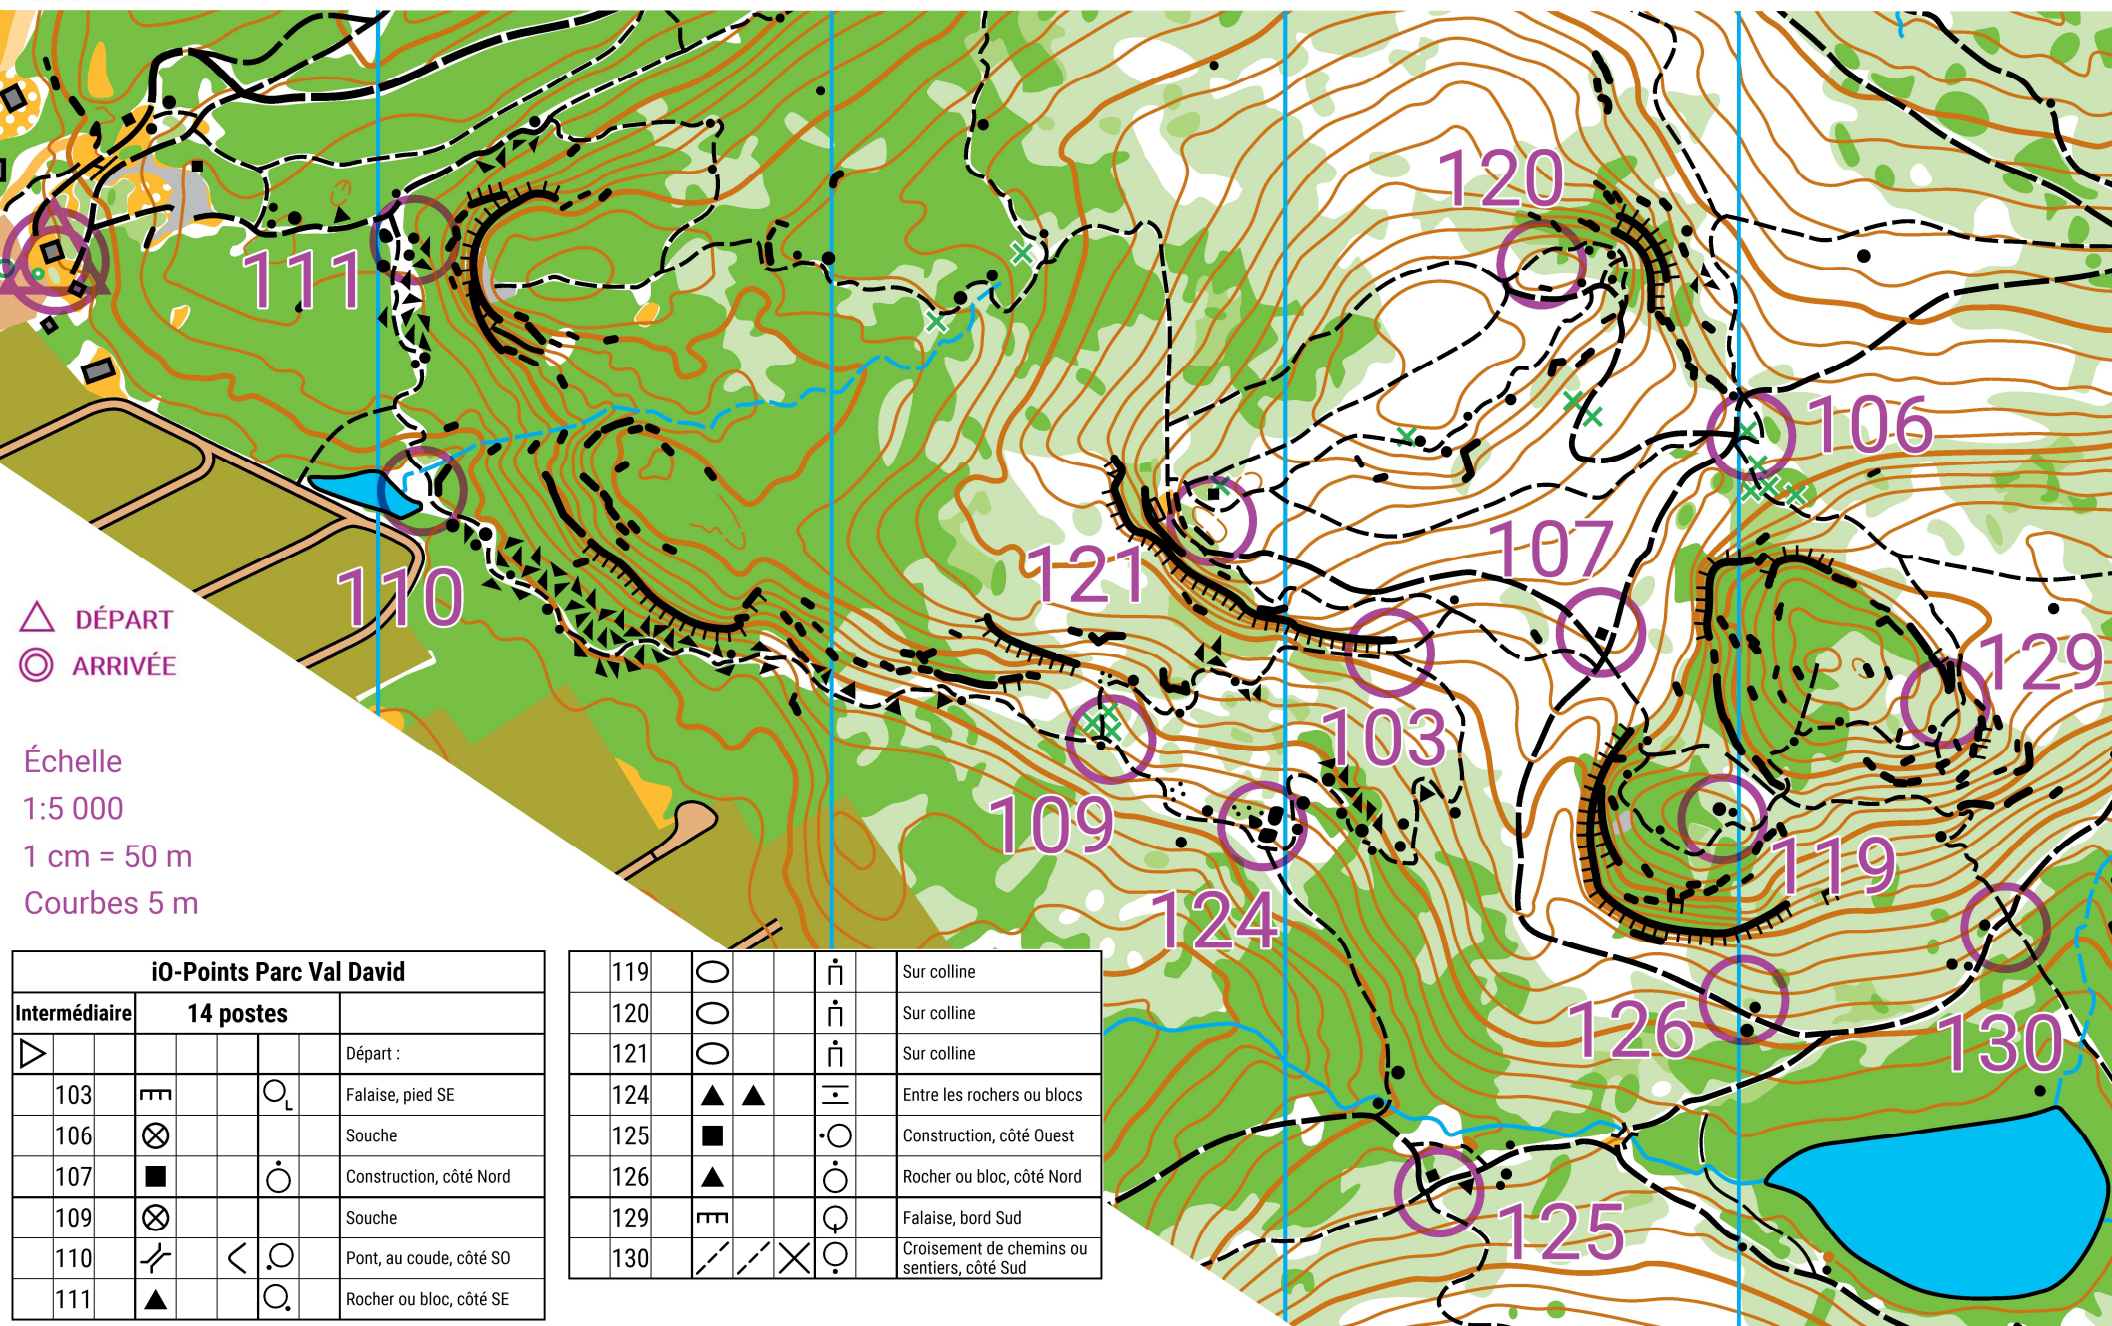 120
111
106
107
121
110
129
103
109
119
124
126
130
125
DÉPART
ARRIVÉE
Échelle
1:5 000
1 cm = 50 m
Courbes 5 m
iO-Points Parc Val David
Intermédiaire 14 postes
Départ :
103 Falaise, pied SE
106 Souche
107 Construction, côté Nord
109 Souche
110 Pont, au coude, côté SO
111 Rocher ou bloc, côté SE
119 Sur colline
120 Sur colline
121 Sur colline
124 Entre les rochers ou blocs
125 Construction, côté Ouest
126 Rocher ou bloc, côté Nord
129 Falaise, bord Sud
130 Croisement de chemins ou
sentiers, côté Sud